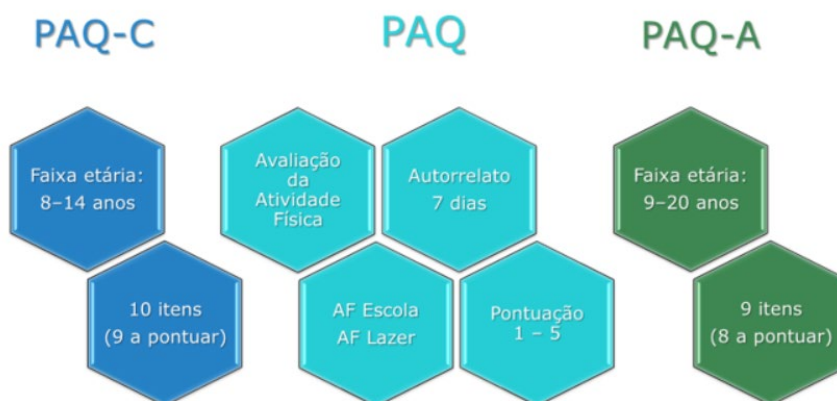 PAQ-C
PAQ
PAQ-A
Faixa etária:
8–14 anos
Avaliação
da
Atividade
Física
Autorrelato
7 dias
Faixa etária:
9–20 anos
10 itens
(9 a pontuar)
AF Escola
AF Lazer
Pontuação
1 – 5
9 itens
(8 a pontuar)